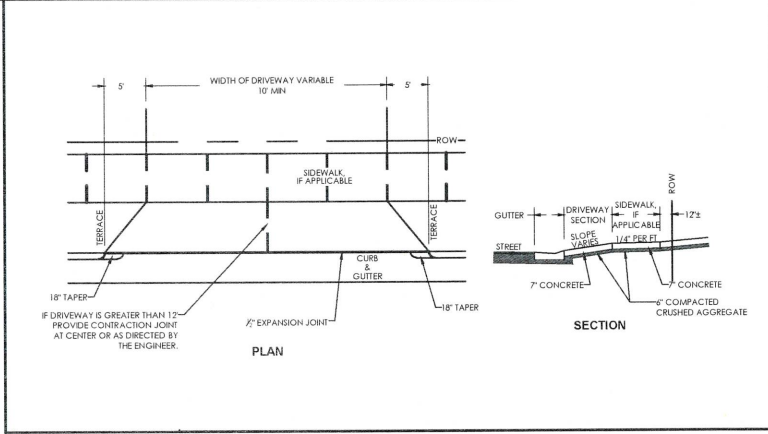 5'
WIDTH OF DRIVEWAY VARIABLE
10' MIN
5'
ROW
SIDEWALK,
IF APPLICABLE
TERRACE
TERRACE
CURB
&
GUTTER
18" TAPER
18" TAPER
IF DRIVEWAY IS GREATER THAN 12'
PROVIDE CONTRACTION JOINT
AT CENTER OR AS DIRECTED BY
THE ENGINEER.
½" EXPANSION JOINT
PLAN
ROW
GUTTER
DRIVEWAY
SECTION
SIDEWALK,
IF
APPLICABLE
12"±
SLOPE
VARIES
1/4" PER FT
STREET
7" CONCRETE
7" CONCRETE
6" COMPACTED
CRUSHED AGGREGATE
SECTION